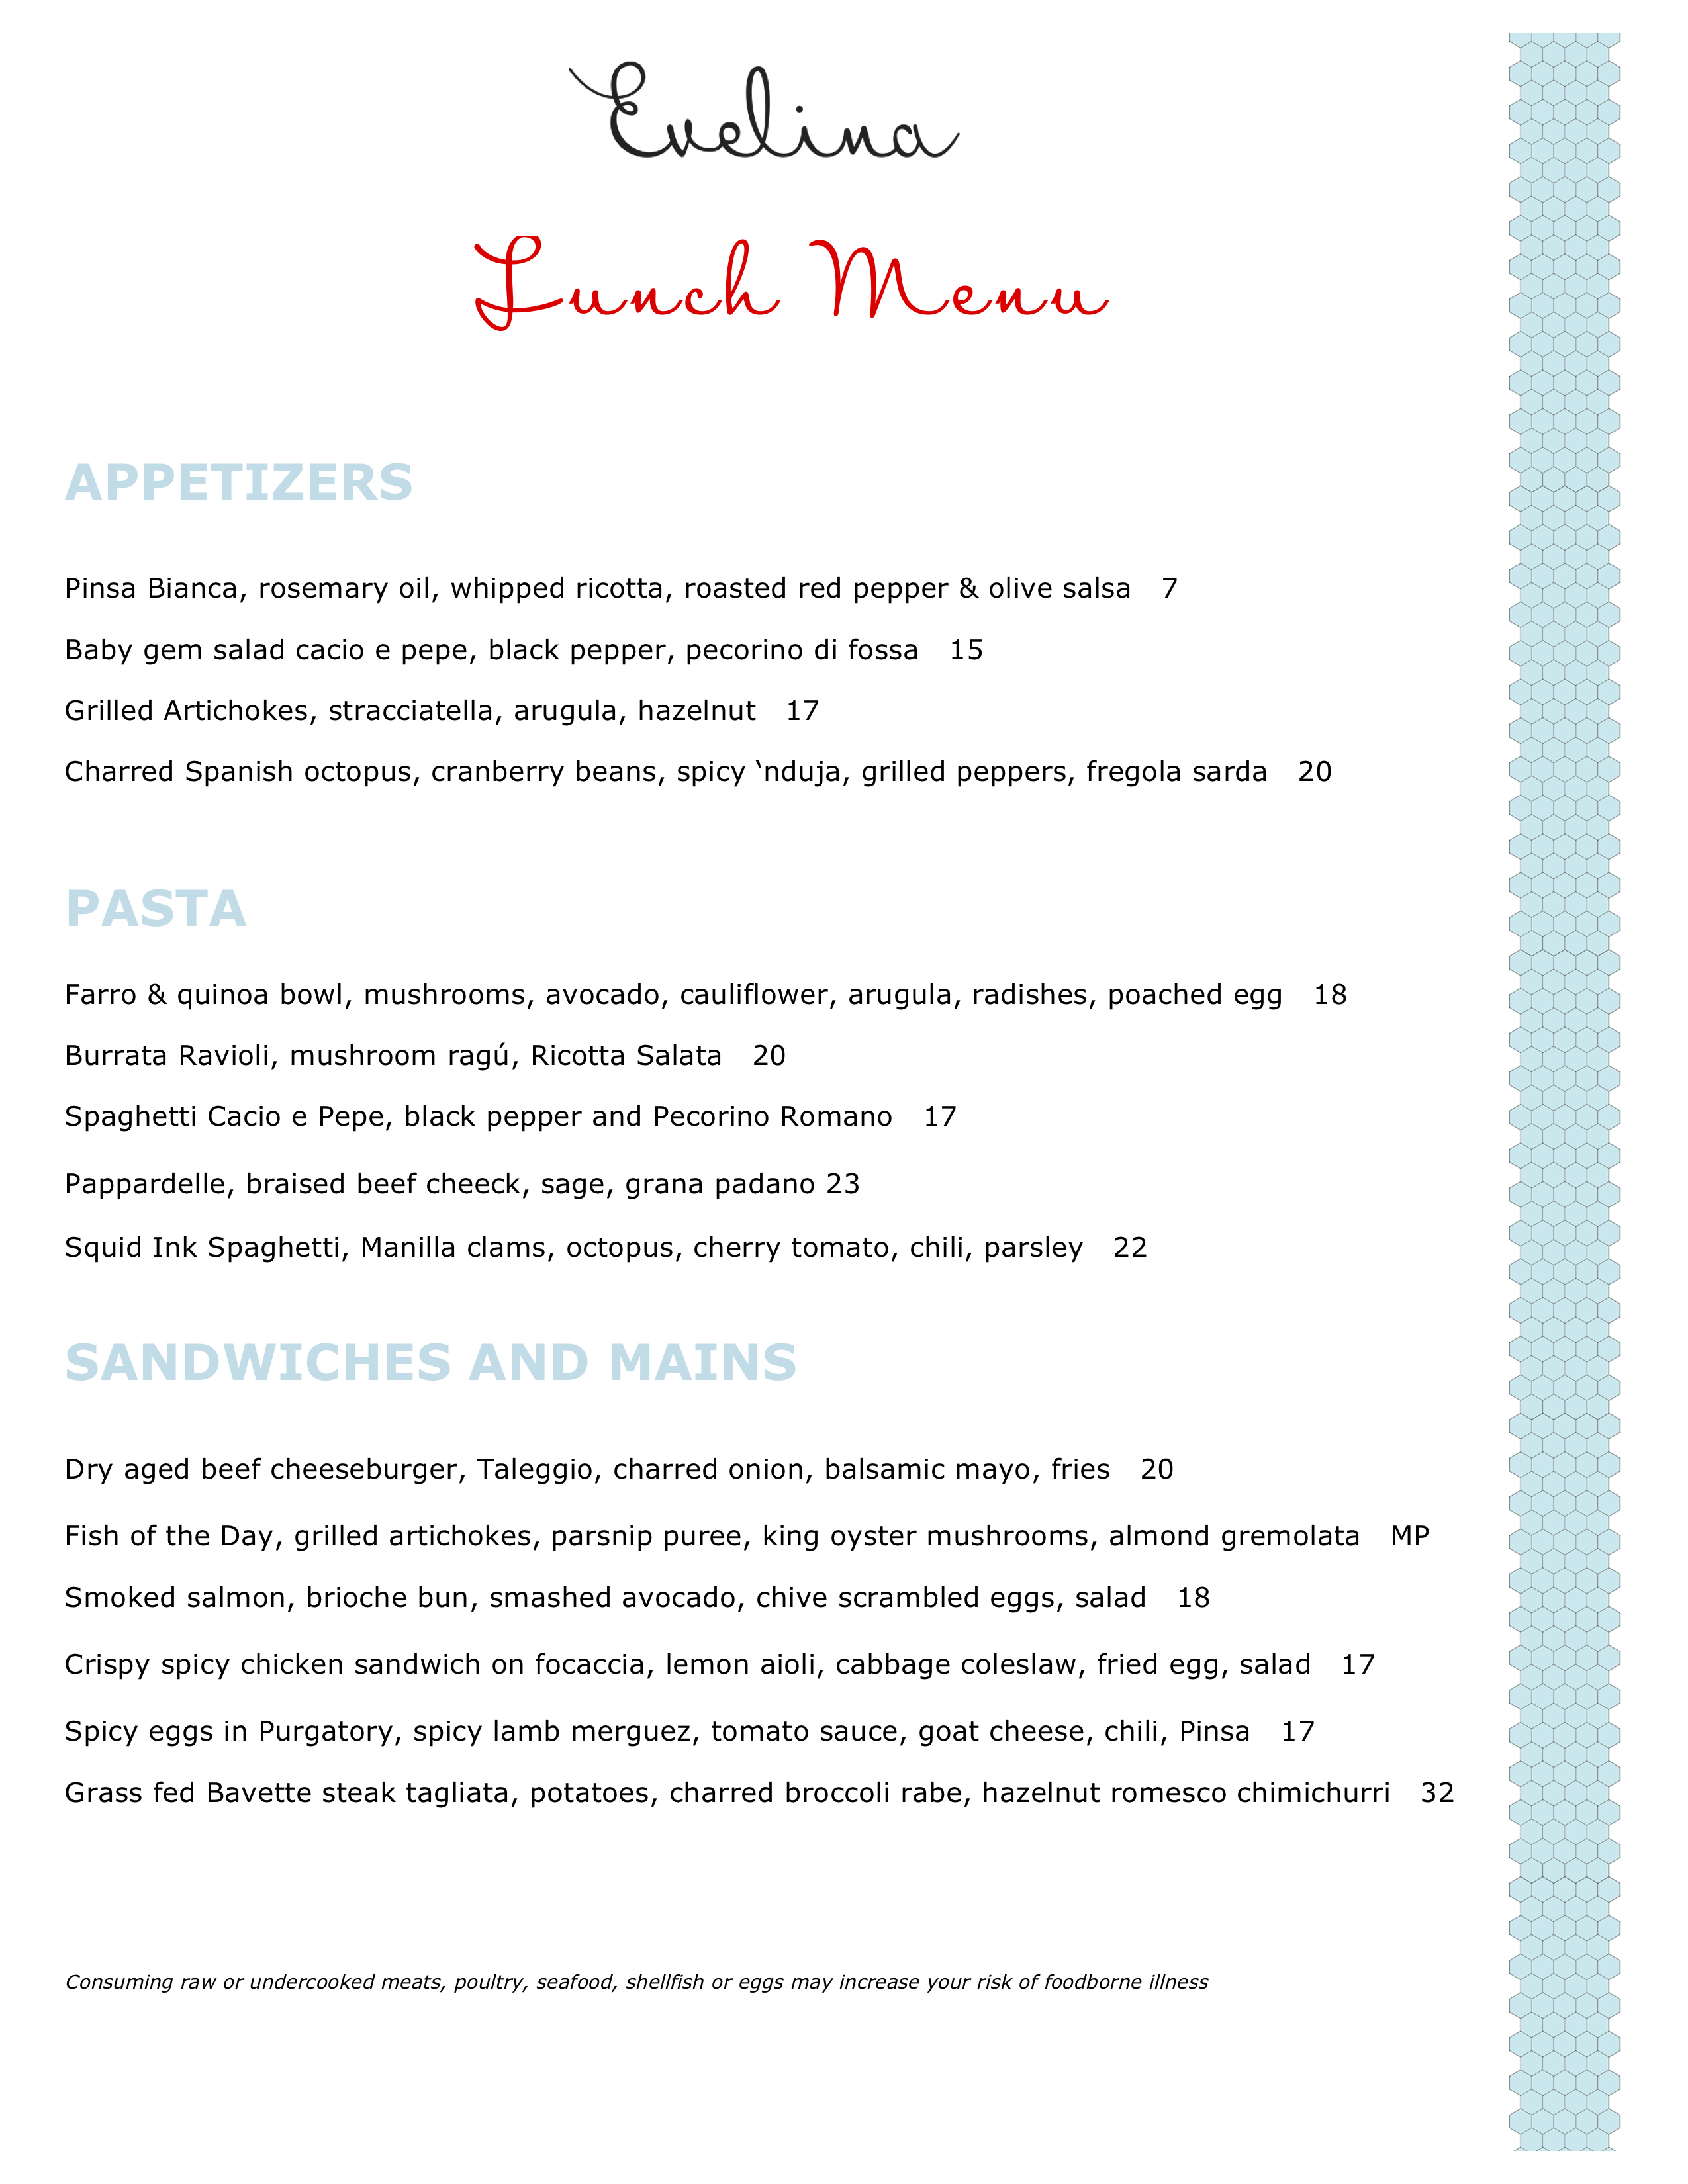 Evelina
Lunch Menu
APPETIZERS
Pinsa Bianca, rosemary oil, whipped ricotta, roasted red pepper & olive salsa 7
Baby gem salad cacio e pepe, black pepper, pecorino di fossa 15
Grilled Artichokes, stracciatella, arugula, hazelnut 17
Charred Spanish octopus, cranberry beans, spicy ‘nduja, grilled peppers, fregola sarda 20
PASTA
Farro & quinoa bowl, mushrooms, avocado, cauliflower, arugula, radishes, poached egg 18
Burrata Ravioli, mushroom ragú, Ricotta Salata 20
Spaghetti Cacio e Pepe, black pepper and Pecorino Romano 17
Pappardelle, braised beef cheeck, sage, grana padano 23
Squid Ink Spaghetti, Manilla clams, octopus, cherry tomato, chili, parsley 22
SANDWICHES AND MAINS
Dry aged beef cheeseburger, Taleggio, charred onion, balsamic mayo, fries 20
Fish of the Day, grilled artichokes, parsnip puree, king oyster mushrooms, almond gremolata MP
Smoked salmon, brioche bun, smashed avocado, chive scrambled eggs, salad 18
Crispy spicy chicken sandwich on focaccia, lemon aioli, cabbage coleslaw, fried egg, salad 17
Spicy eggs in Purgatory, spicy lamb merguez, tomato sauce, goat cheese, chili, Pinsa 17
Grass fed Bavette steak tagliata, potatoes, charred broccoli rabe, hazelnut romesco chimichurri 32
Consuming raw or undercooked meats, poultry, seafood, shellfish or eggs may increase your risk of foodborne illness